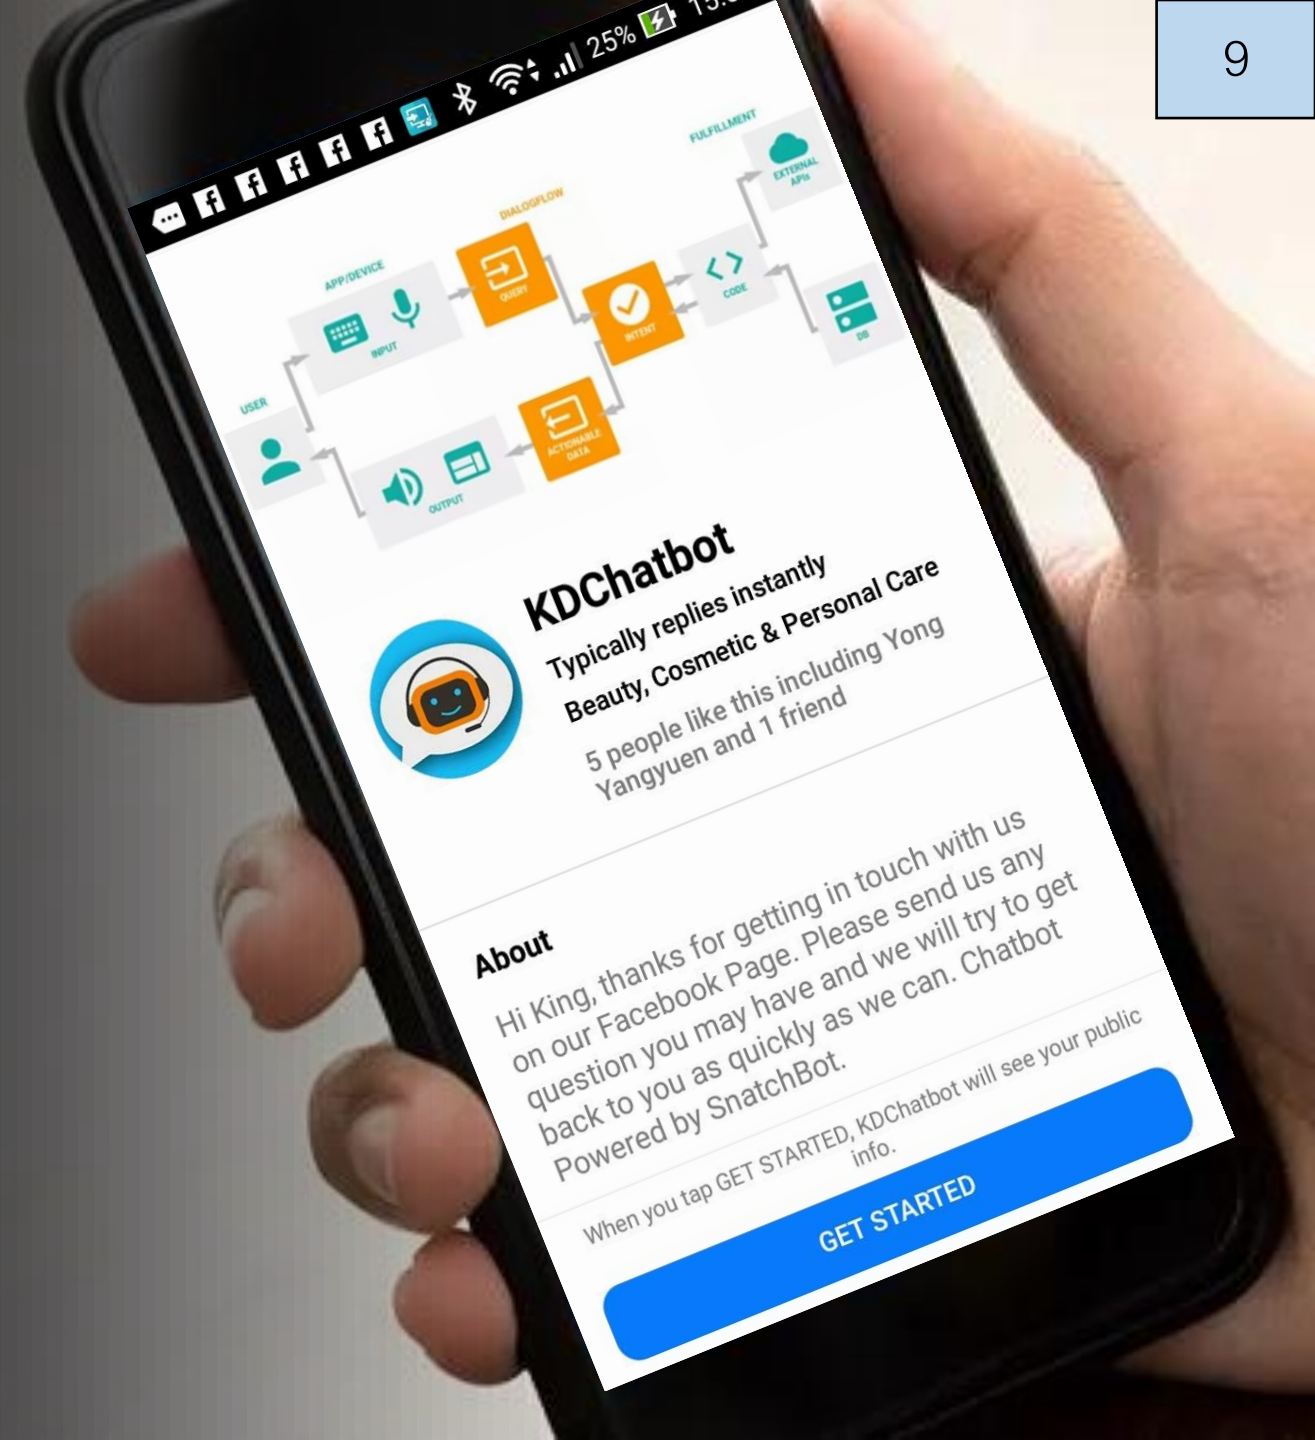 9
25%
FULFILLMENT
EXTERNAL
APIs
DIALOGFLOW
APP/DEVICE
QUERY
CODE
INTENT
INPUT
DB
USER
ACTIONABLE
DATA
OUTPUT
KDChatbot
Typically replies instantly
Beauty, Cosmetic & Personal Care
5 people like this including Yong
Yangyuen and 1 friend
About
Hi King, thanks for getting in touch with us
on our Facebook Page. Please send us any
question you may have and we will try to get
back to you as quickly as we can. Chatbot
Powered by SnatchBot.
When you tap GET STARTED, KDChatbot will see your public
info.
GET STARTED